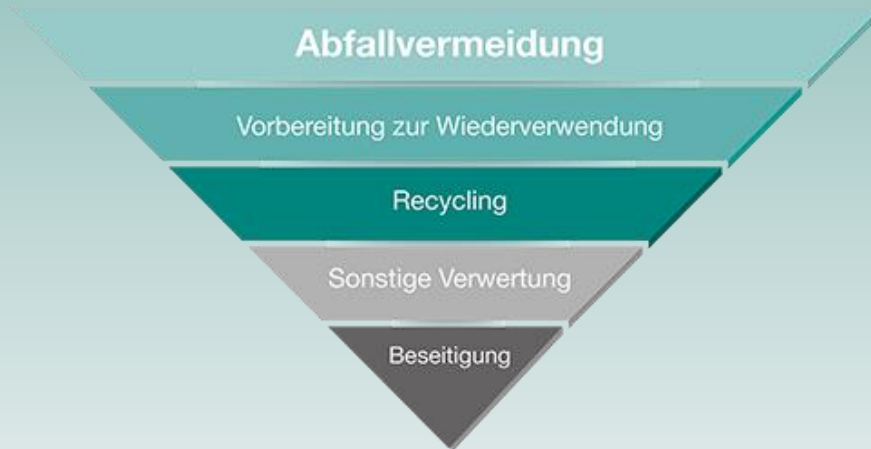 Abfallvermeidung
Vorbereitung zur Wiederverwendung
Recycling
Sonstige Verwertung
Beseitigung